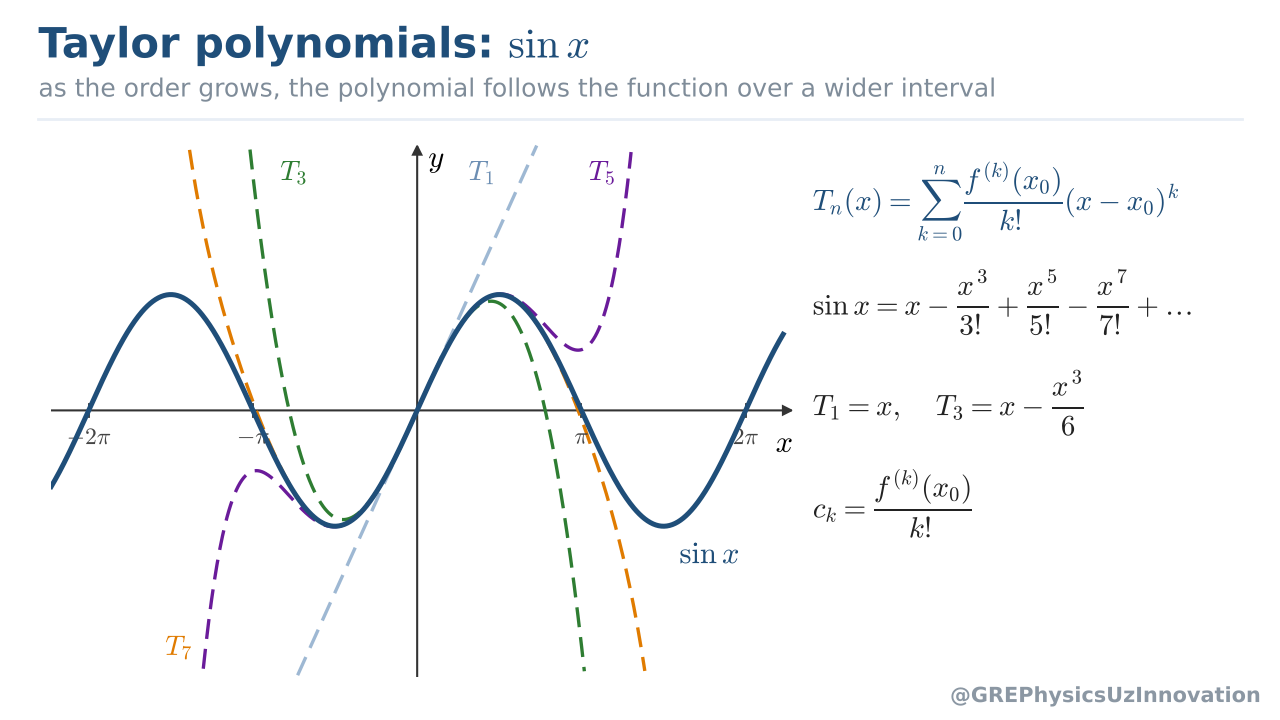 Taylor polynomials: sin x
as the order grows, the polynomial follows the function over a wider interval
T₃
y
T₁
T₅
−2π
−π
π
2π
x
sin x
T₇
Tₙ(x) = ∑_{k=0}^{n} f⁽ᵏ⁾(x₀)/k! (x − x₀)ᵏ
sin x = x − x³/3! + x⁵/5! − x⁷/7! + …
T₁ = x, T₃ = x − x³/6
cₖ = f⁽ᵏ⁾(x₀)/k!
@GREPhysicsUzInnovation